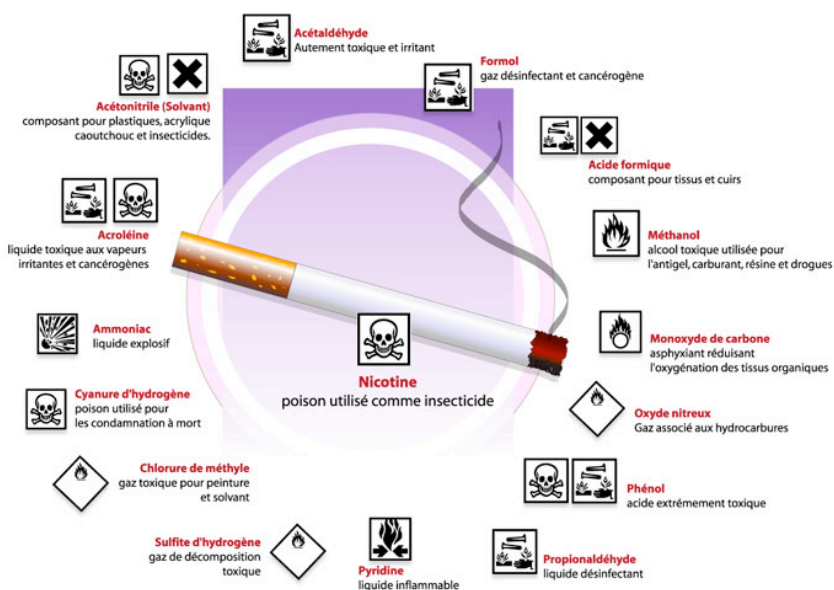 Acétaldéhyde
Autement toxique et irritant
Formol
gaz désinfectant et cancérogène
Acétonitrile (Solvant)
composant pour plastiques, acrylique
caoutchouc et insecticides.
Acide formique
composant pour tissus et cuirs
Acroléine
liquide toxique aux vapeurs
irritantes et cancérogènes
Méthanol
alcool toxique utilisée pour
l'antigel, carburant, résine et drogues
Ammoniac
liquide explosif
Monoxyde de carbone
asphyxiant réduisant
l'oxygénation des tissus organiques
Nicotine
poison utilisé comme insecticide
Cyanure d'hydrogène
poison utilisé pour
les condamnation à mort
Oxyde nitreux
Gaz associé aux hydrocarbures
Chlorure de méthyle
gaz toxique pour peinture
et solvant
Phénol
acide extrémement toxique
Sulfite d'hydrogène
gaz de décomposition
toxique
Pyridine
liquide inflammable
Propionaldéhyde
liquide désinfectant